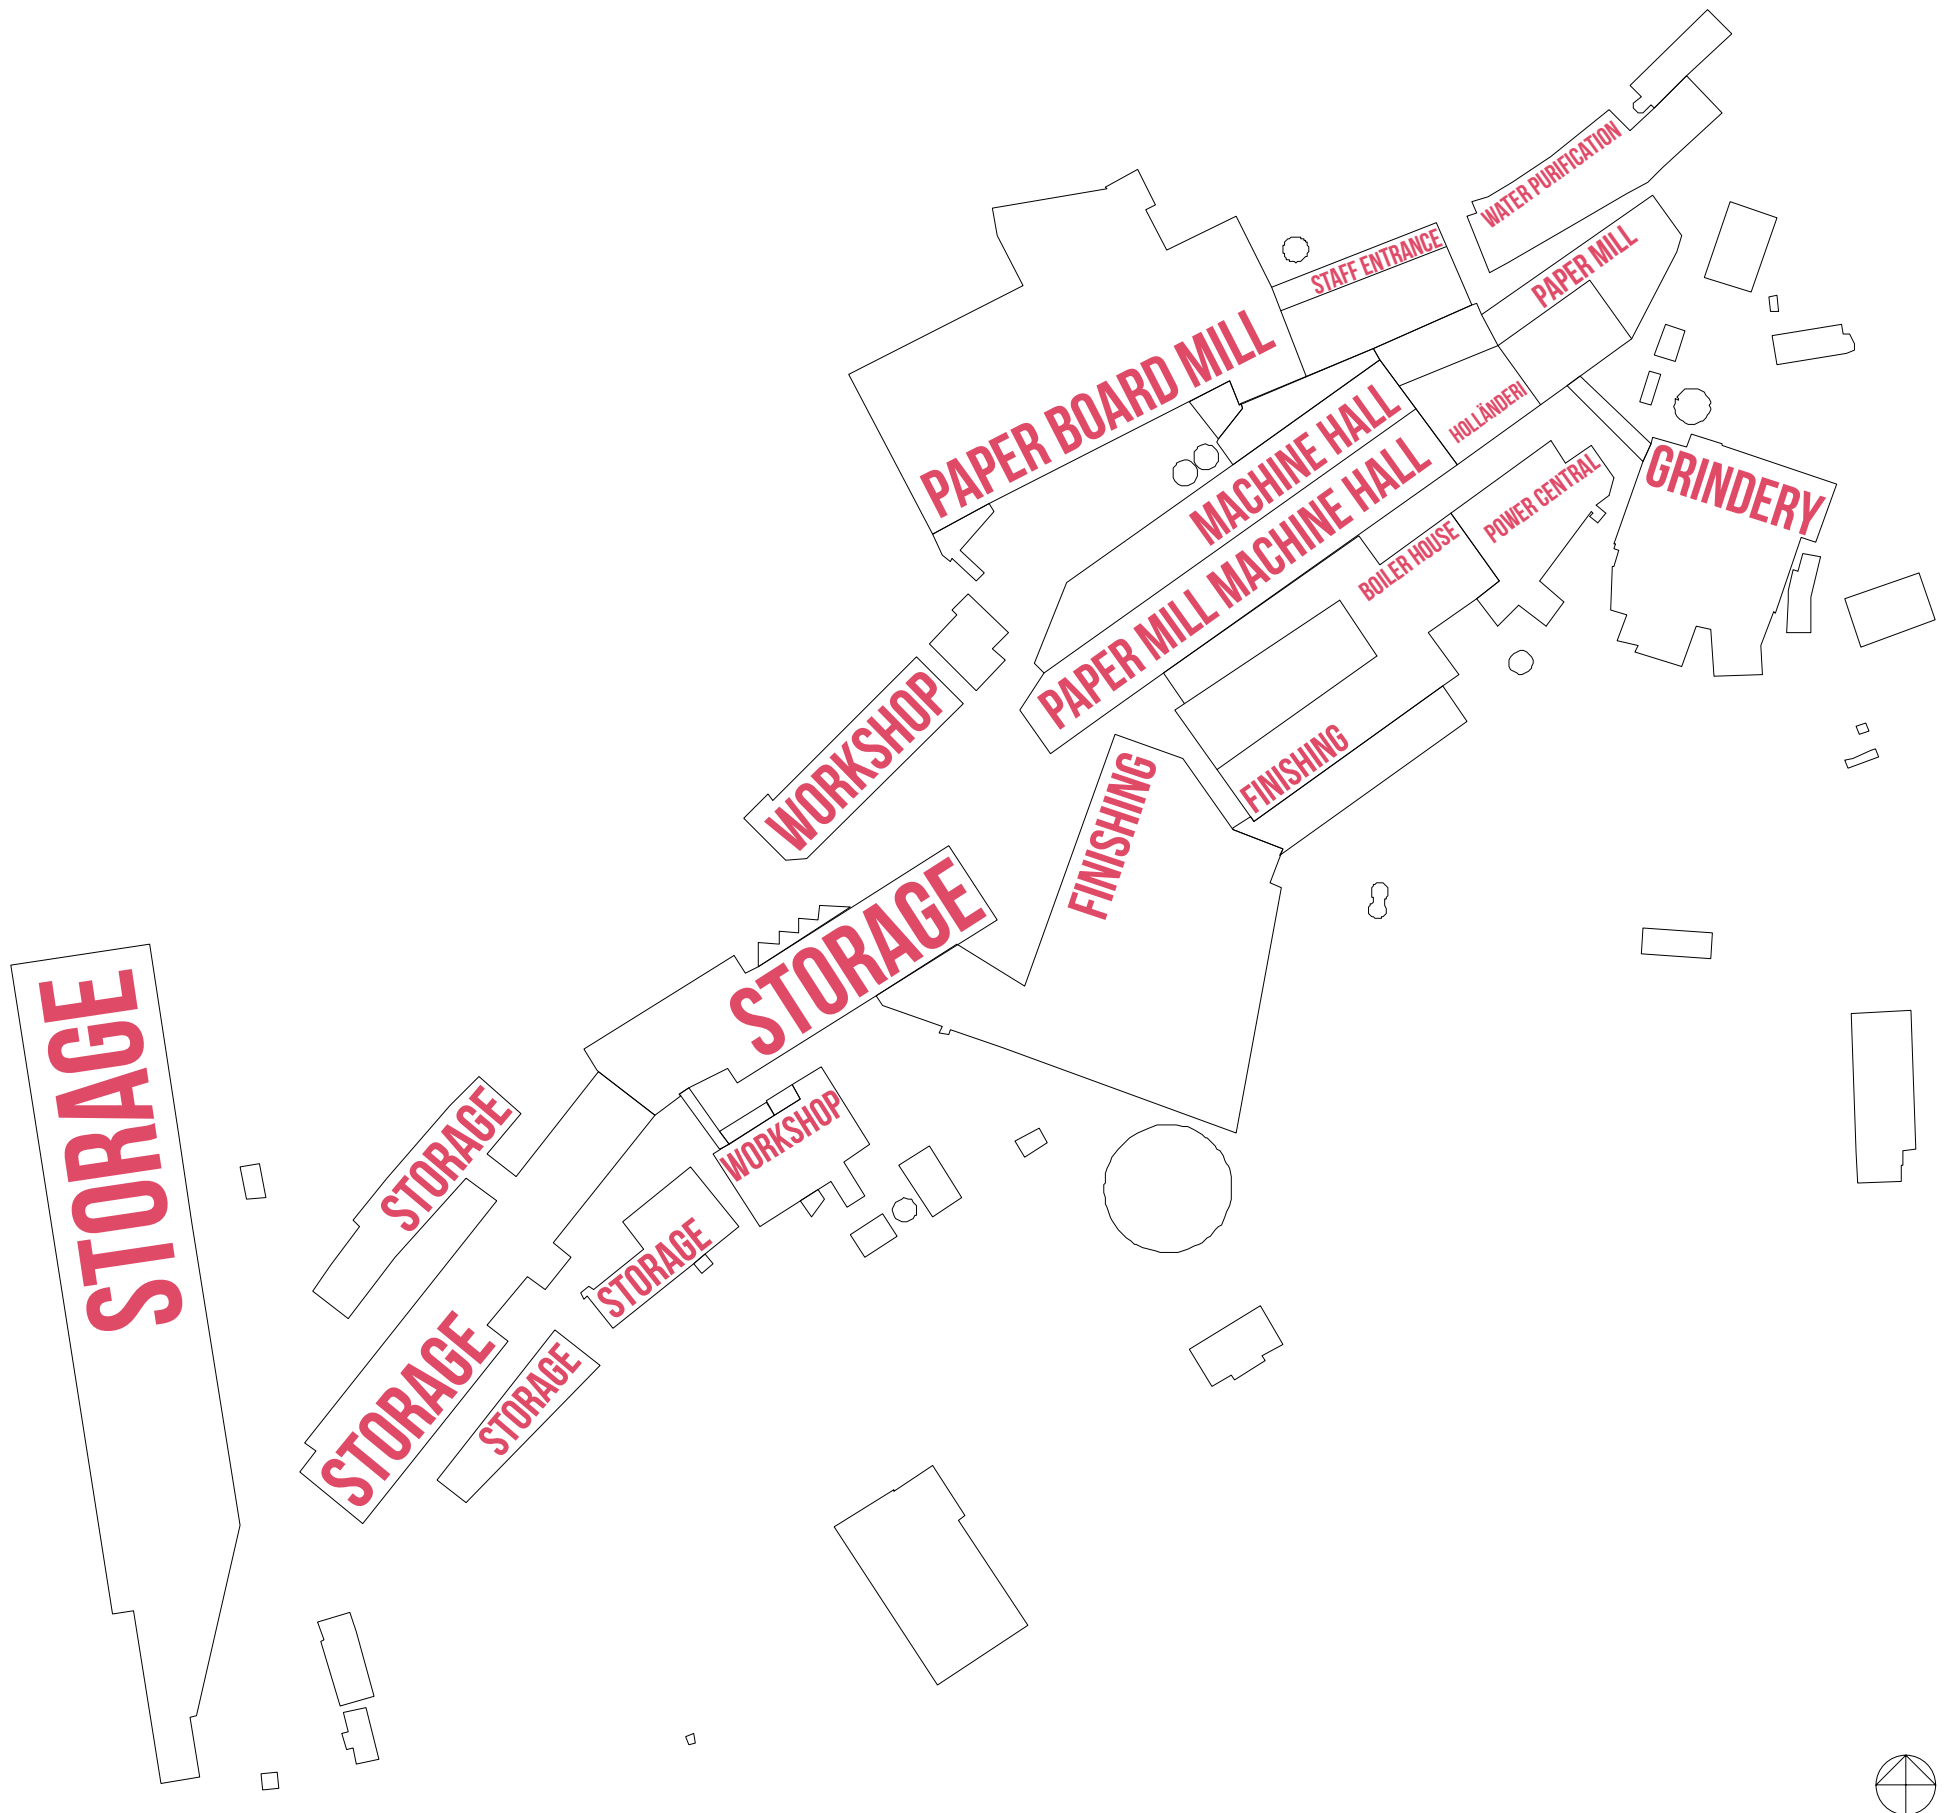 WATER PURIFICATION
STAFF ENTRANCE
PAPER MILL
PAPER BOARD MILL
MACHINE HALL
HOLLÄNDERI
PAPER MILL MACHINE HALL
POWER CENTRAL
GRINDERY
BOILER HOUSE
WORKSHOP
FINISHING
FINISHING
STORAGE
STORAGE
STORAGE
WORKSHOP
STORAGE
STORAGE
STORAGE